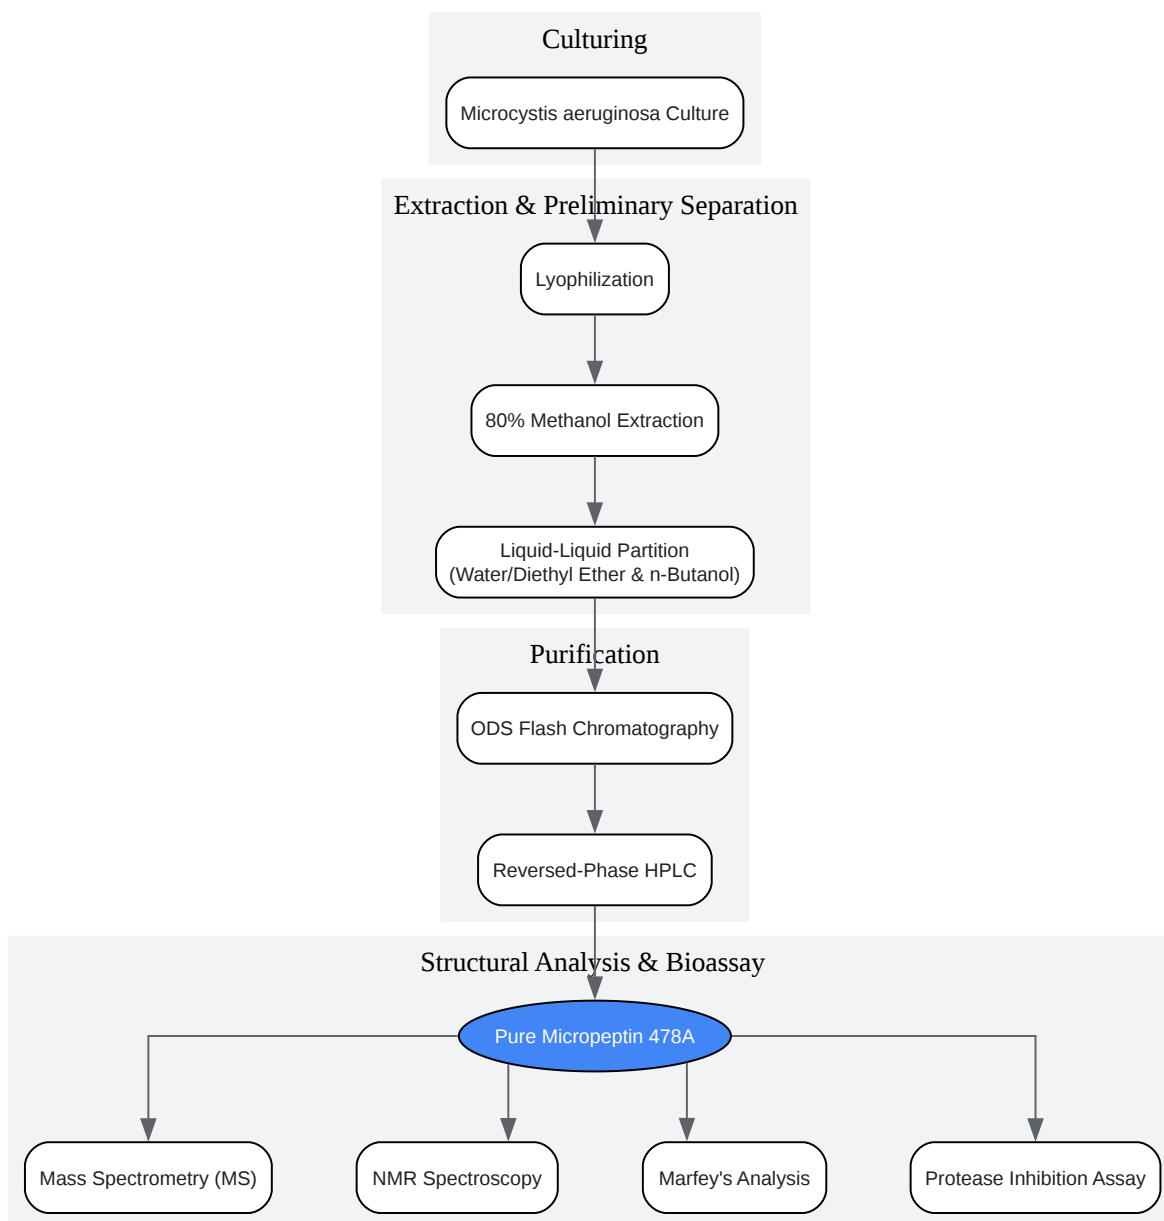 Culturing
Microcystis aeruginosa Culture
Extraction & Preliminary Separation
Lyophilization
80% Methanol Extraction
Liquid-Liquid Partition
(Water/Diethyl Ether & n-Butanol)
Purification
ODS Flash Chromatography
Reversed-Phase HPLC
Structural Analysis & Bioassay
Pure Micropeptin 478A
Mass Spectrometry (MS)
NMR Spectroscopy
Marfey's Analysis
Protease Inhibition Assay